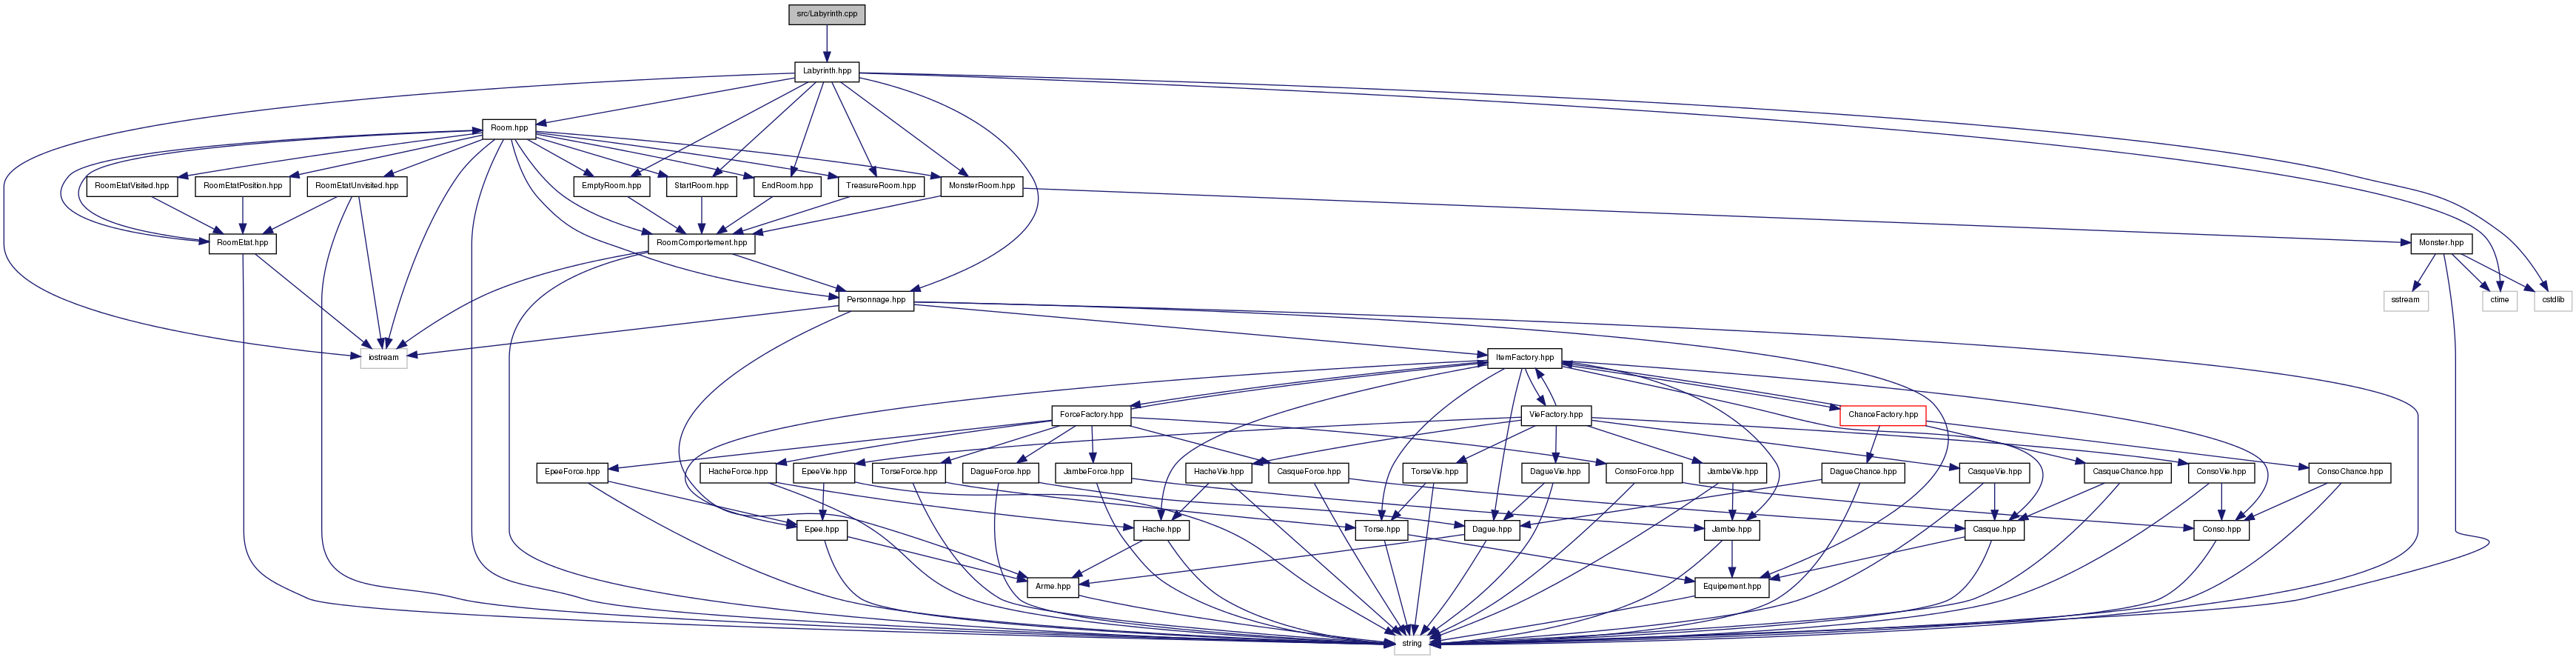 src/Labyrinth.cpp
Labyrinth.hpp
Room.hpp
RoomEtatVisited.hpp
RoomEtatPosition.hpp
RoomEtatUnvisited.hpp
EmptyRoom.hpp
StartRoom.hpp
EndRoom.hpp
TreasureRoom.hpp
MonsterRoom.hpp
RoomEtat.hpp
RoomComportement.hpp
Monster.hpp
Personnage.hpp
sstream
ctime
cstdlib
iostream
ItemFactory.hpp
ForceFactory.hpp
VieFactory.hpp
ChanceFactory.hpp
EpeeForce.hpp
HacheForce.hpp
EpeeVie.hpp
TorseForce.hpp
DagueForce.hpp
JambeForce.hpp
HacheVie.hpp
CasqueForce.hpp
TorseVie.hpp
DagueVie.hpp
ConsoForce.hpp
JambeVie.hpp
DagueChance.hpp
CasqueVie.hpp
CasqueChance.hpp
ConsoVie.hpp
ConsoChance.hpp
Epee.hpp
Hache.hpp
Torse.hpp
Dague.hpp
Jambe.hpp
Casque.hpp
Conso.hpp
Arme.hpp
Equipement.hpp
string